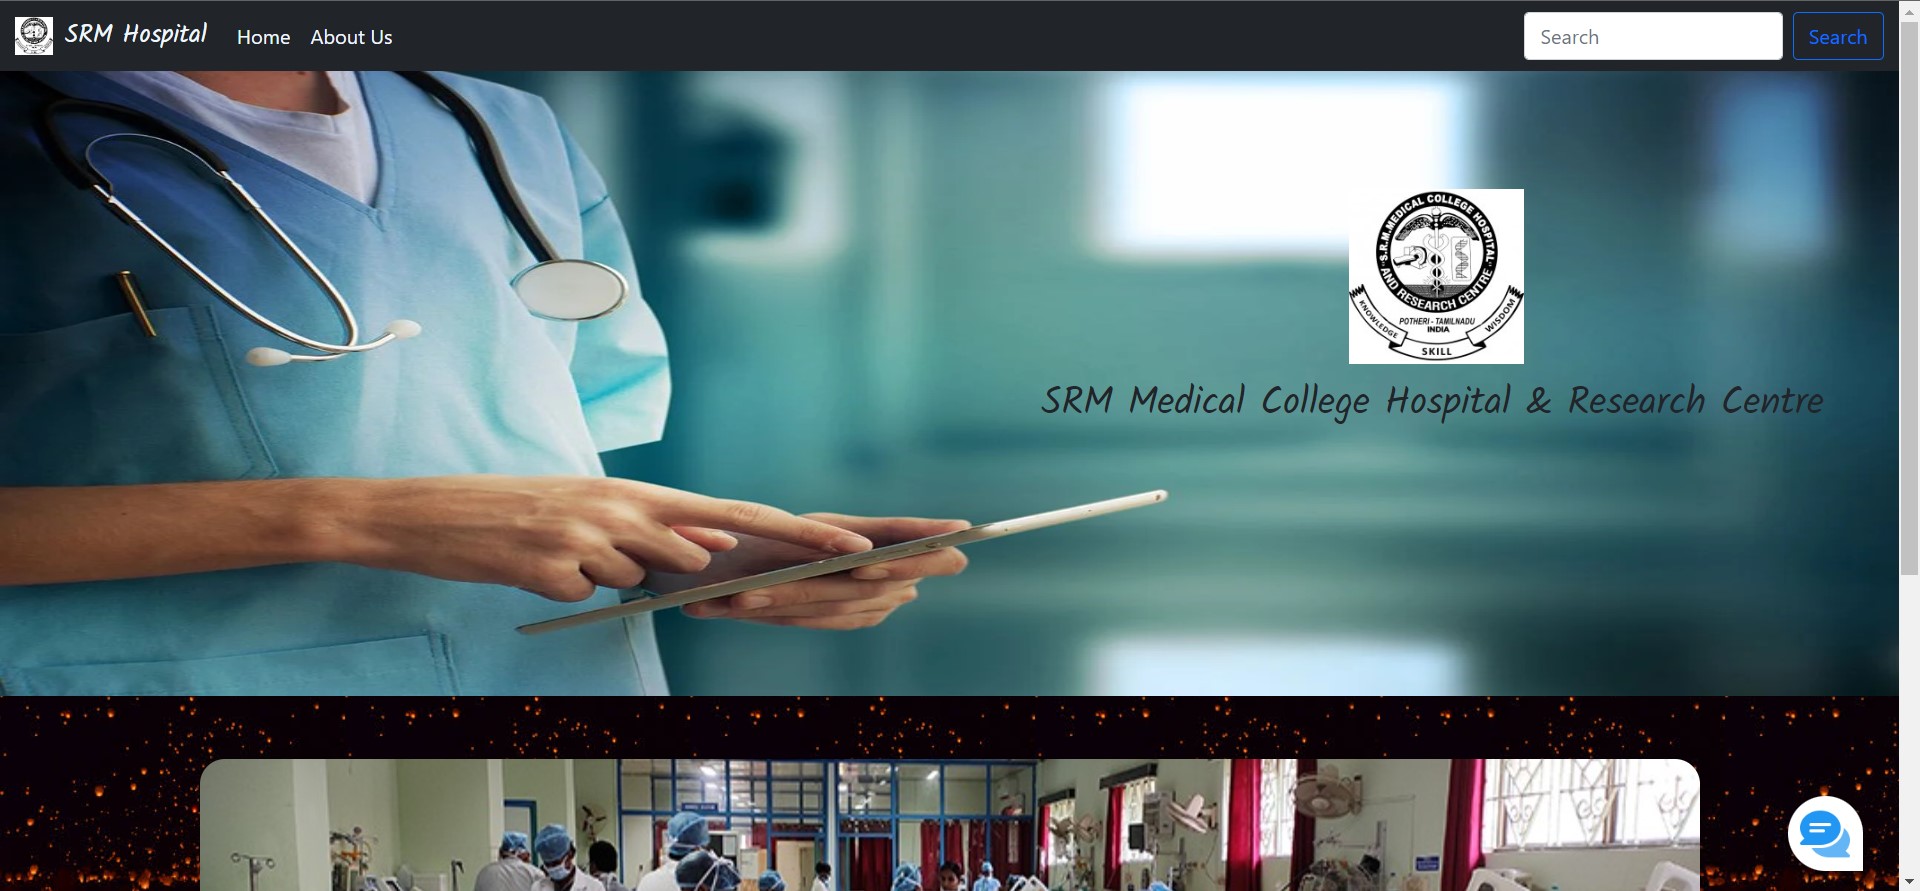 SRM Hospital
Home
About Us
Search
Search
S.R.M. MEDICAL COLLEGE HOSPITAL
AND RESEARCH CENTRE
POTHERI - TAMILNADU
INDIA
KNOWLEDGE
SKILL
WISDOM
SRM Medical College Hospital & Research Centre